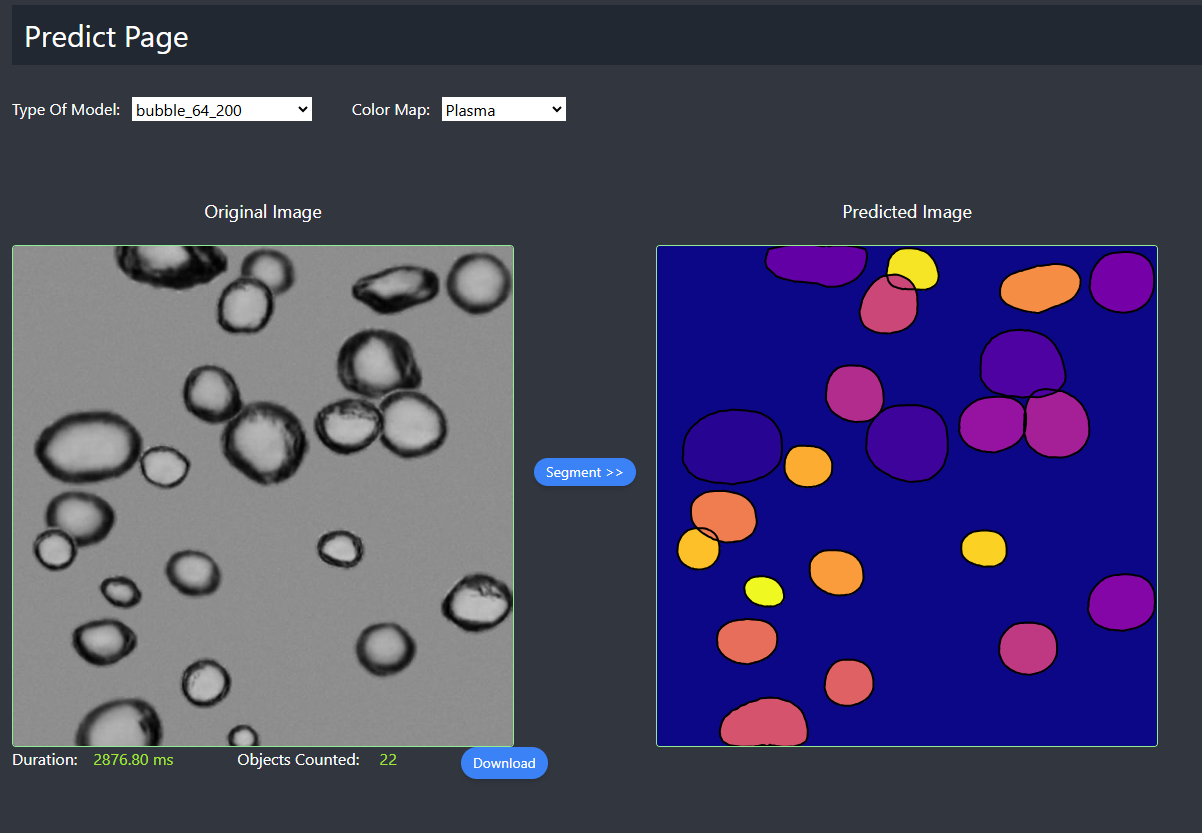 Predict Page
Type Of Model: bubble_64_200 Color Map: Plasma
Original Image Predicted Image
Segment >>
Duration: 2876.80 ms Objects Counted: 22 Download